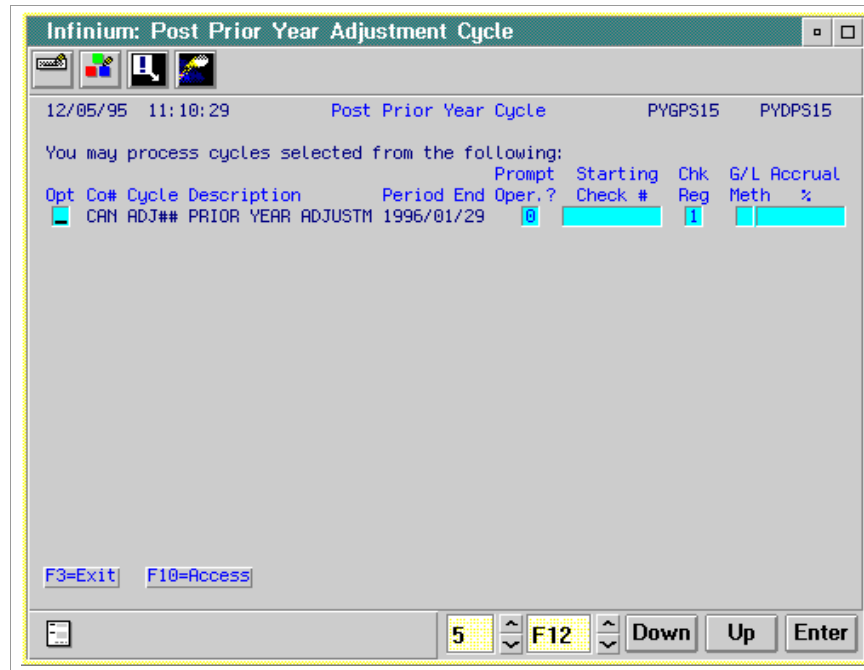 Infinium: Post Prior Year Adjustment Cycle
12/05/95 11:10:29 Post Prior Year Cycle PYGPS15 PYDPS15
You may process cycles selected from the following:
Prompt Starting Chk G/L Accrual
Opt Co# Cycle Description Period End Oper.? Check # Reg Meth %
CAN ADJ## PRIOR YEAR ADJUSTM 1996/01/29 0 1
F3=Exit F10=Access
5 F12 Down Up Enter